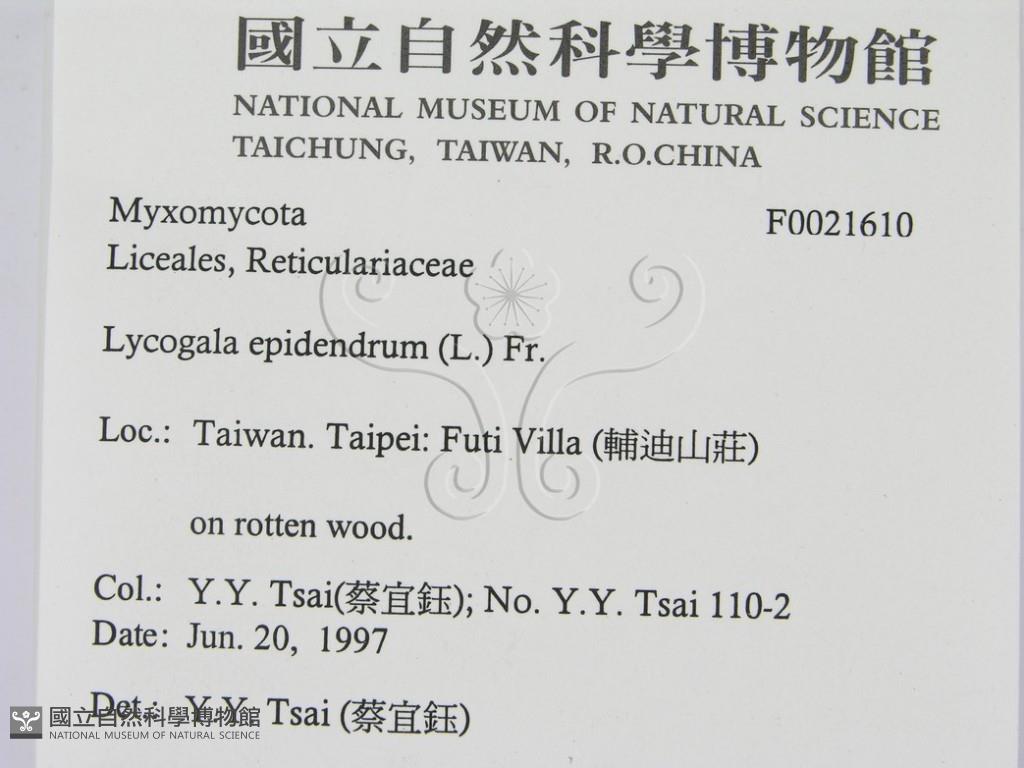 國立自然科學博物館
NATIONAL MUSEUM OF NATURAL SCIENCE
TAICHUNG, TAIWAN, R.O.CHINA
Myxomycota F0021610
Liceales, Reticulariaceae
Lycogala epidendrum (L.) Fr.
Loc.: Taiwan. Taipei: Futi Villa (輔迪山莊)
on rotten wood.
Col.: Y.Y. Tsai(蔡宜鈺); No. Y.Y. Tsai 110-2
Date: Jun. 20, 1997
Det.: Y.Y. Tsai (蔡宜鈺)
國立自然科學博物館
NATIONAL MUSEUM OF NATURAL SCIENCE